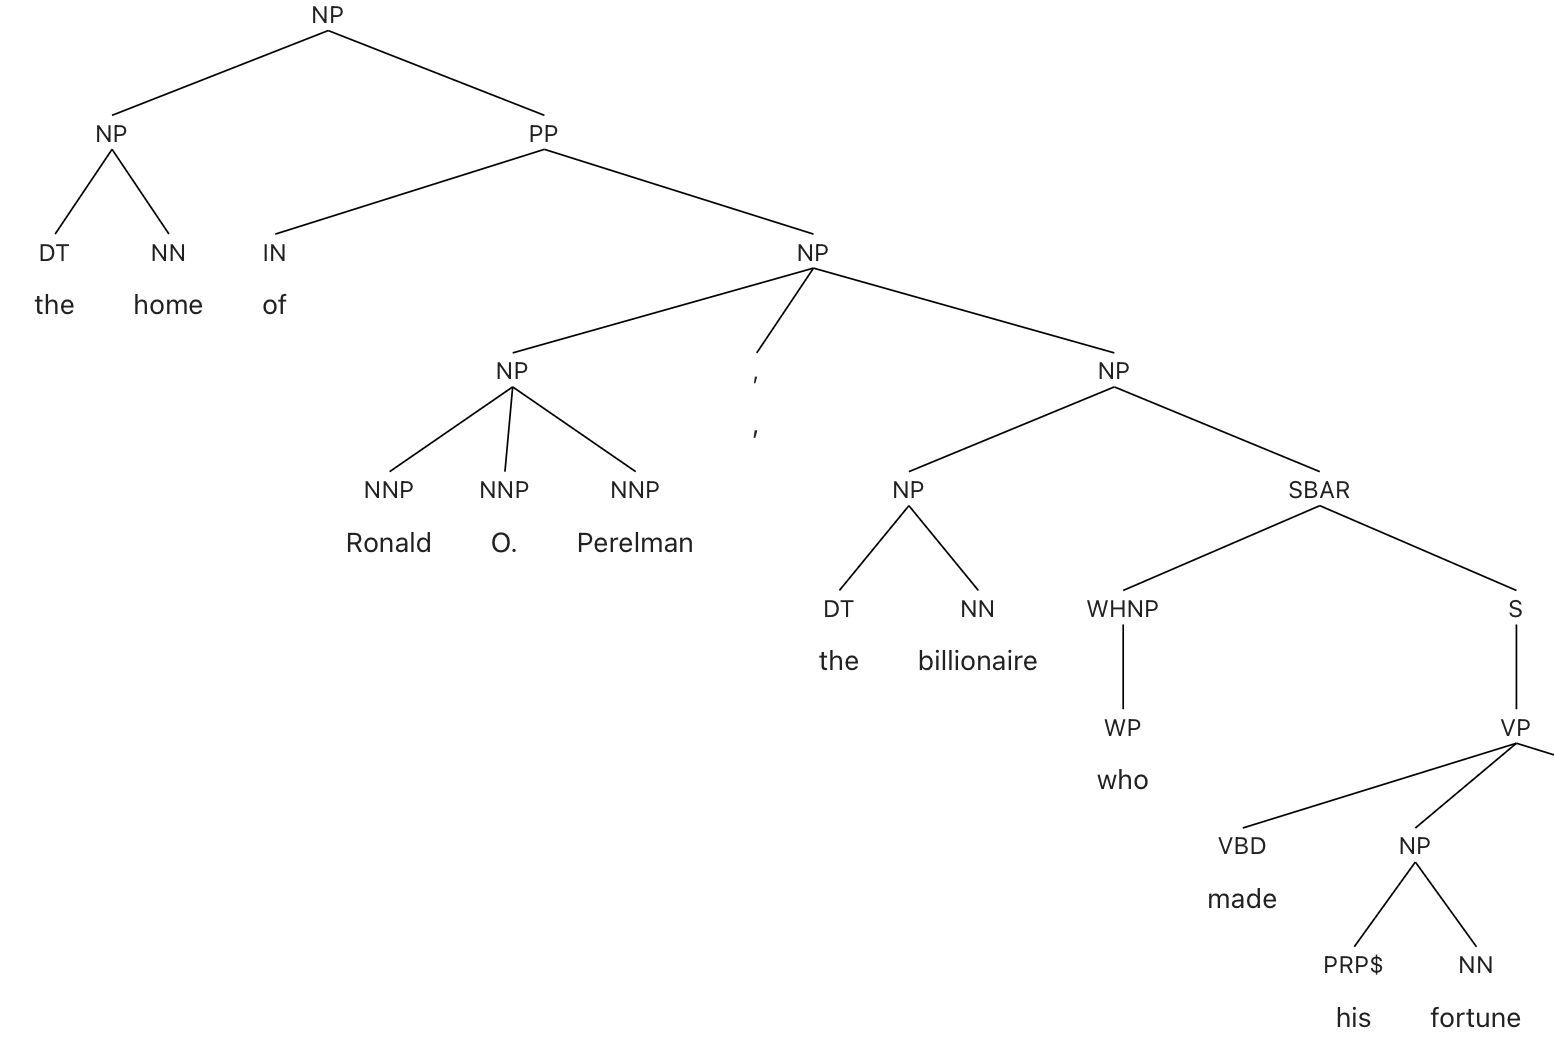 NP
NP PP
DT NN IN NP
the home of
NP , NP
,
NNP NNP NNP NP SBAR
Ronald O. Perelman
DT NN WHNP S
the billionaire
WP VP
who
VBD NP
made
PRP$ NN
his fortune